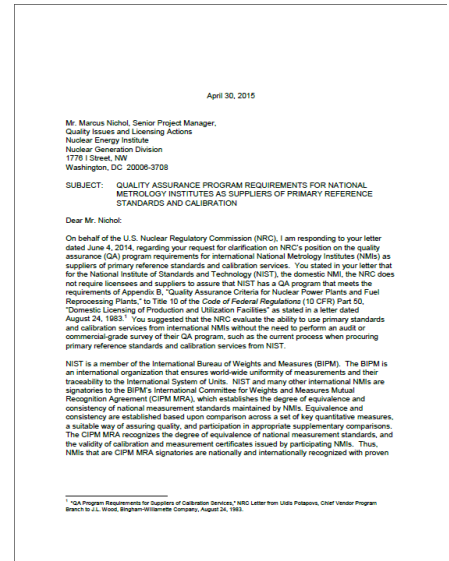 April 30, 2015
Mr. Marcus Nichol, Senior Project Manager,
Quality Issues and Licensing Actions
Nuclear Energy Institute
Nuclear Generation Division
1776 I Street, NW
Washington, DC 20006-3708
SUBJECT: QUALITY ASSURANCE PROGRAM REQUIREMENTS FOR NATIONAL
METROLOGY INSTITUTES AS SUPPLIERS OF PRIMARY REFERENCE
STANDARDS AND CALIBRATION
Dear Mr. Nichol:
On behalf of the U.S. Nuclear Regulatory Commission (NRC), I am responding to your letter
dated June 4, 2014, regarding your request for clarification on NRC's position on the quality
assurance (QA) program requirements for international National Metrology Institutes (NMIs) as
suppliers of primary reference standards and calibration services. You stated in your letter that
for the National Institute of Standards and Technology (NIST), the domestic NMI, the NRC does
not require licensees and suppliers to assure that NIST has a QA program that meets the
requirements of Appendix B, "Quality Assurance Criteria for Nuclear Power Plants and Fuel
Reprocessing Plants," to Title 10 of the Code of Federal Regulations (10 CFR) Part 50,
"Domestic Licensing of Production and Utilization Facilities" as stated in a letter dated
August 24, 1983.1 You suggested that the NRC evaluate the ability to use primary standards
and calibration services from international NMIs without the need to perform an audit or
commercial-grade survey of their QA program, such as the current process when procuring
primary reference standards and calibration services from NIST.
NIST is a member of the International Bureau of Weights and Measures (BIPM). The BIPM is
an international organization that ensures world-wide uniformity of measurements and their
traceability to the International System of Units. NIST and many other international NMIs are
signatories to the BIPM's International Committee for Weights and Measures Mutual
Recognition Agreement (CIPM MRA), which establishes the degree of equivalence and
consistency of national measurement standards maintained by NMIs. Equivalence and
consistency are established based upon comparison across a set of key quantitative measures,
a suitable way of assuring quality, and participation in appropriate supplementary comparisons.
The CIPM MRA recognizes the degree of equivalence of national measurement standards, and
the validity of calibration and measurement certificates issued by participating NMIs. Thus,
NMIs that are CIPM MRA signatories are nationally and internationally recognized with proven
1 "QA Program Requirements for Suppliers of Calibration Services," NRC Letter from Uldis Potapovs, Chief Vendor Program
Branch to J.L. Wood, Bingham-Willamette Company, August 24, 1983.